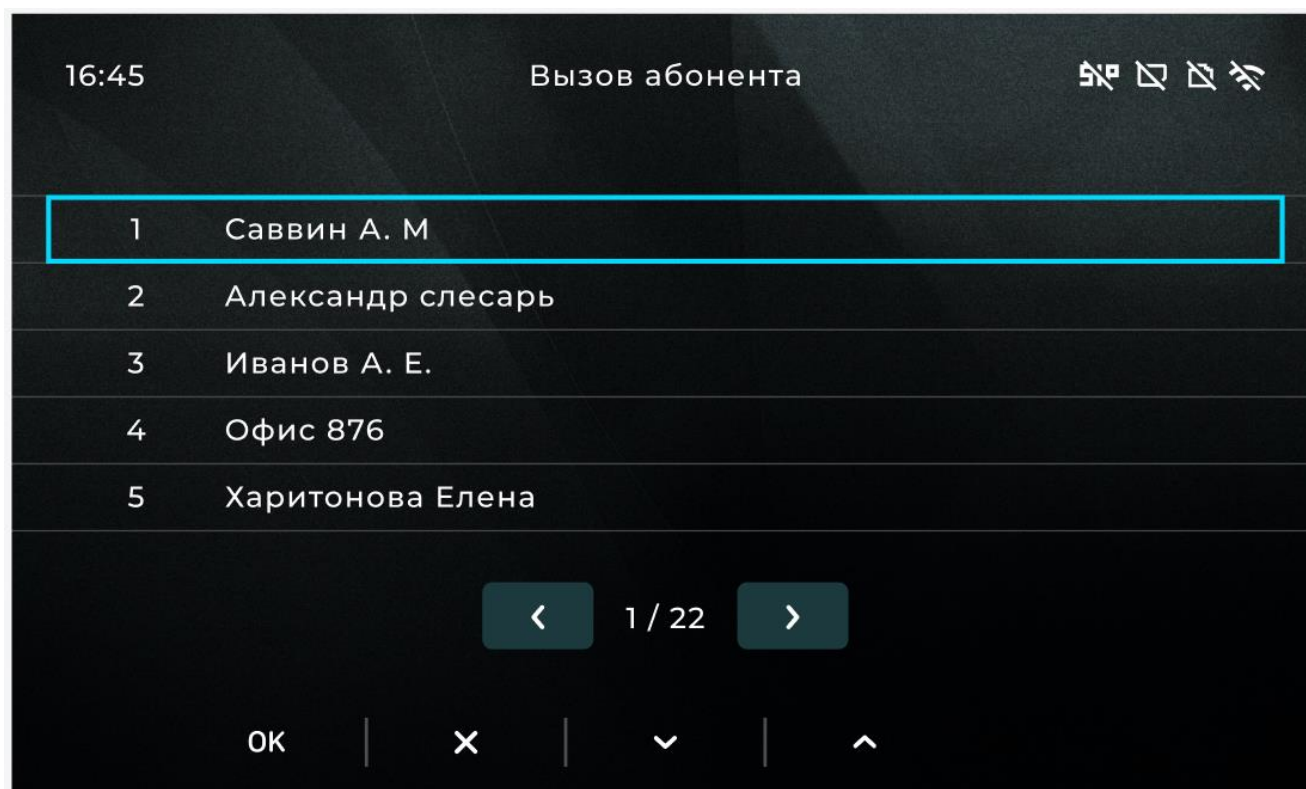 16:45 Вызов абонента SIP
1 Саввин А. М
2 Александр слесарь
3 Иванов А. Е.
4 Офис 876
5 Харитонова Елена
1 / 22
OK